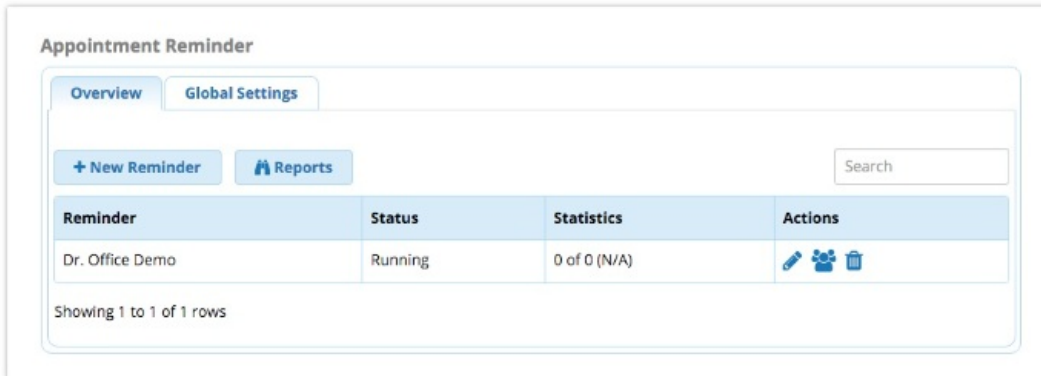 Appointment Reminder
Overview Global Settings
+ New Reminder Reports Search
Reminder Status Statistics Actions
Dr. Office Demo Running 0 of 0 (N/A)
Showing 1 to 1 of 1 rows